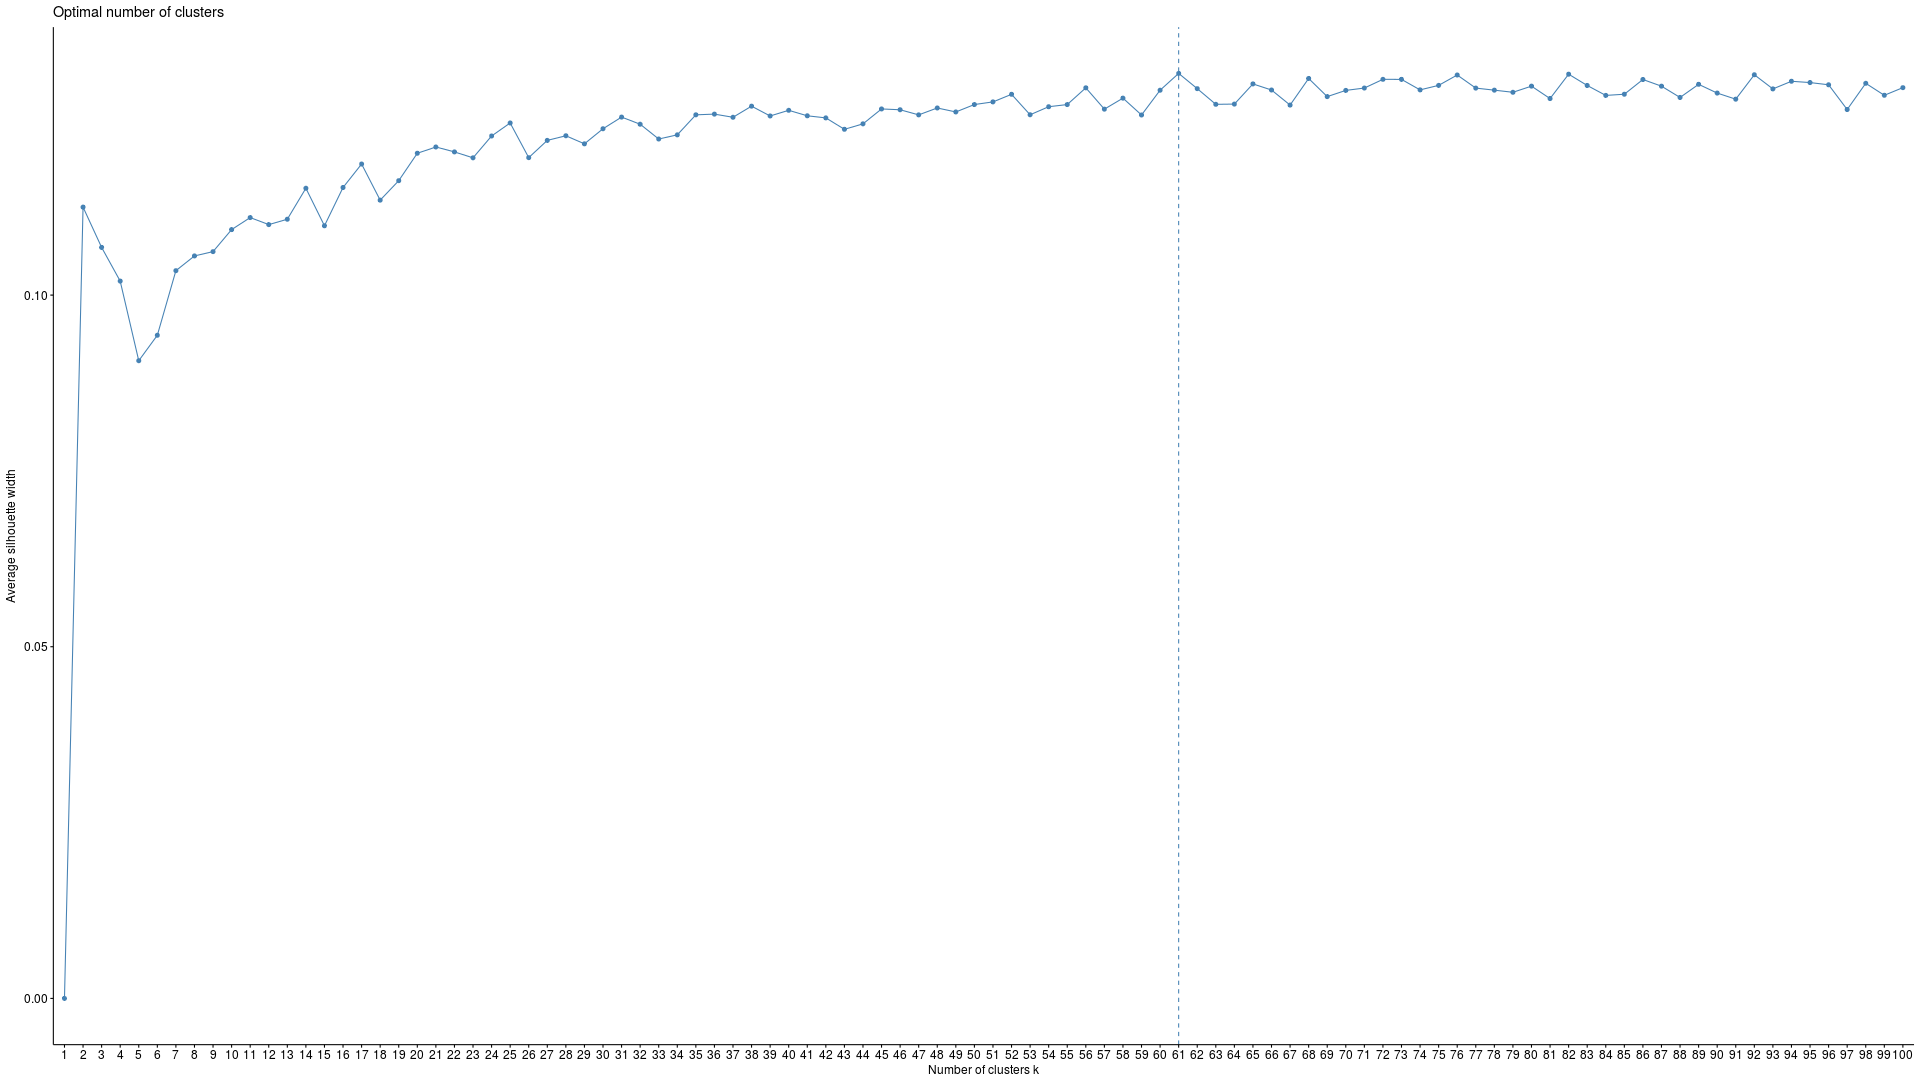 Optimal number of clusters
Average silhouette width
0.10
0.05
0.00
1 2 3 4 5 6 7 8 9 10 11 12 13 14 15 16 17 18 19 20 21 22 23 24 25 26 27 28 29 30 31 32 33 34 35 36 37 38 39 40 41 42 43 44 45 46 47 48 49 50 51 52 53 54 55 56 57 58 59 60 61 62 63 64 65 66 67 68 69 70 71 72 73 74 75 76 77 78 79 80 81 82 83 84 85 86 87 88 89 90 91 92 93 94 95 96 97 98 99 100
Number of clusters k